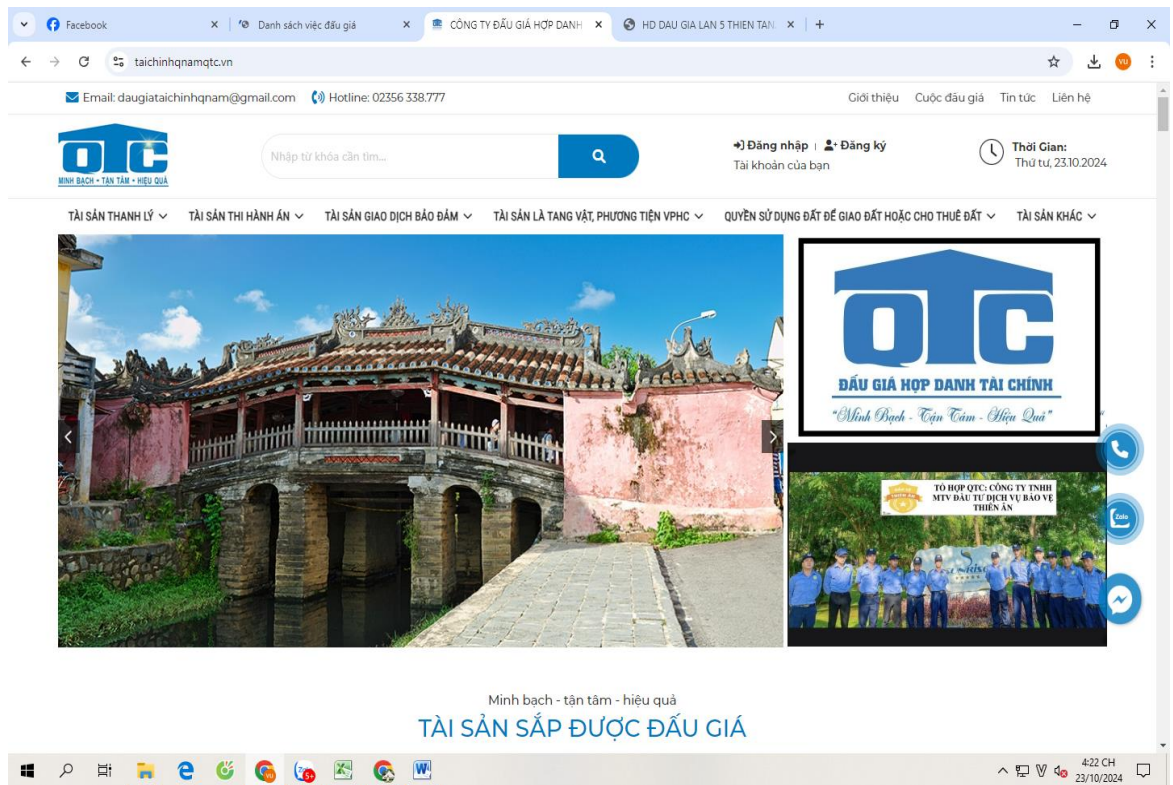 Facebook
Danh sách việc đấu giá
CÔNG TY ĐẤU GIÁ HỢP DANH
HD DAU GIA LAN 5 THIEN TAN
taichinhqnamqtc.vn
VU
Email: daugiataichinhqnam@gmail.com Hotline: 02356 338.777
Giới thiệu Cuộc đấu giá Tin tức Liên hệ
QTC
MINH BẠCH • TẬN TÂM • HIỆU QUẢ
Nhập từ khóa cần tìm...
Đăng nhập | Đăng ký
Tài khoản của bạn
Thời Gian:
Thứ tư, 23.10.2024
TÀI SẢN THANH LÝ TÀI SẢN THI HÀNH ÁN TÀI SẢN GIAO DỊCH BẢO ĐẢM TÀI SẢN LÀ TANG VẬT, PHƯƠNG TIỆN VPHC QUYỀN SỬ DỤNG ĐẤT ĐỂ GIAO ĐẤT HOẶC CHO THUÊ ĐẤT TÀI SẢN KHÁC
QTC
ĐẤU GIÁ HỢP DANH TÀI CHÍNH
"Minh Bạch - Tận Tâm - Hiệu Quả"
TỔ HỢP QTC: CÔNG TY TNHH
MTV ĐẦU TƯ DỊCH VỤ BẢO VỆ
THIÊN ÂN
Zalo
Minh bạch - tận tâm - hiệu quả
TÀI SẢN SẮP ĐƯỢC ĐẤU GIÁ
5+
4:22 CH
23/10/2024